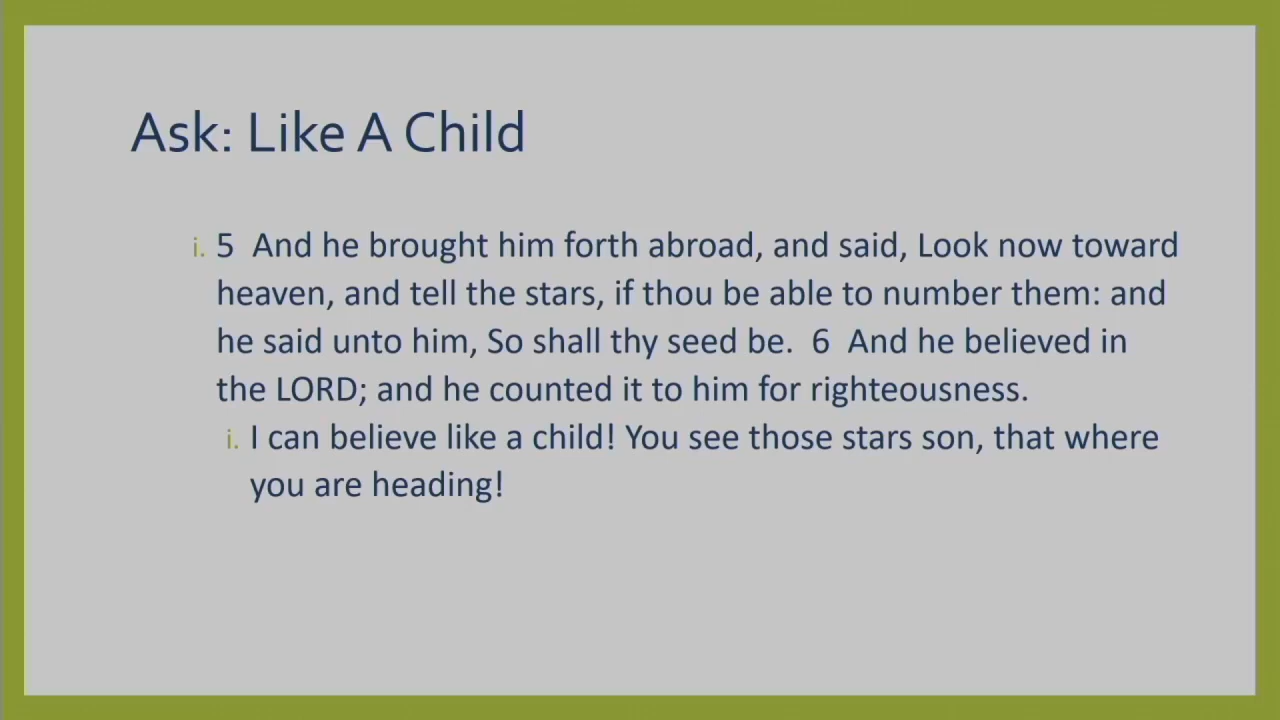 Ask: Like A Child
i. 5 And he brought him forth abroad, and said, Look now toward
heaven, and tell the stars, if thou be able to number them: and
he said unto him, So shall thy seed be. 6 And he believed in
the LORD; and he counted it to him for righteousness.
i. I can believe like a child! You see those stars son, that where
you are heading!